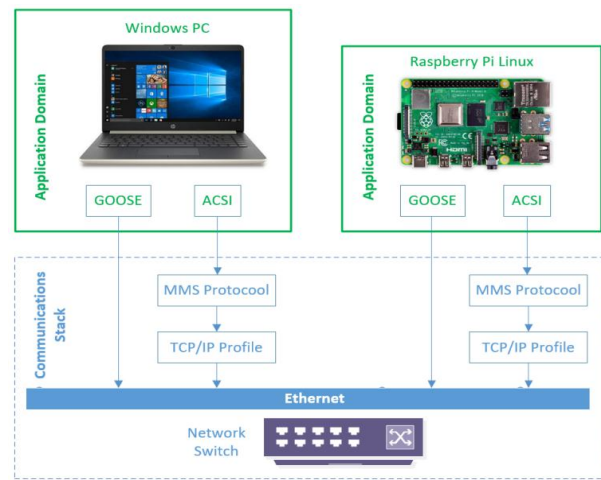 Windows PC
Application Domain
GOOSE
ACSI
Raspberry Pi Linux
Application Domain
HDMI
GOOSE
ACSI
Communications
Stack
MMS Protocool
TCP/IP Profile
MMS Protocool
TCP/IP Profile
Ethernet
Network
Switch